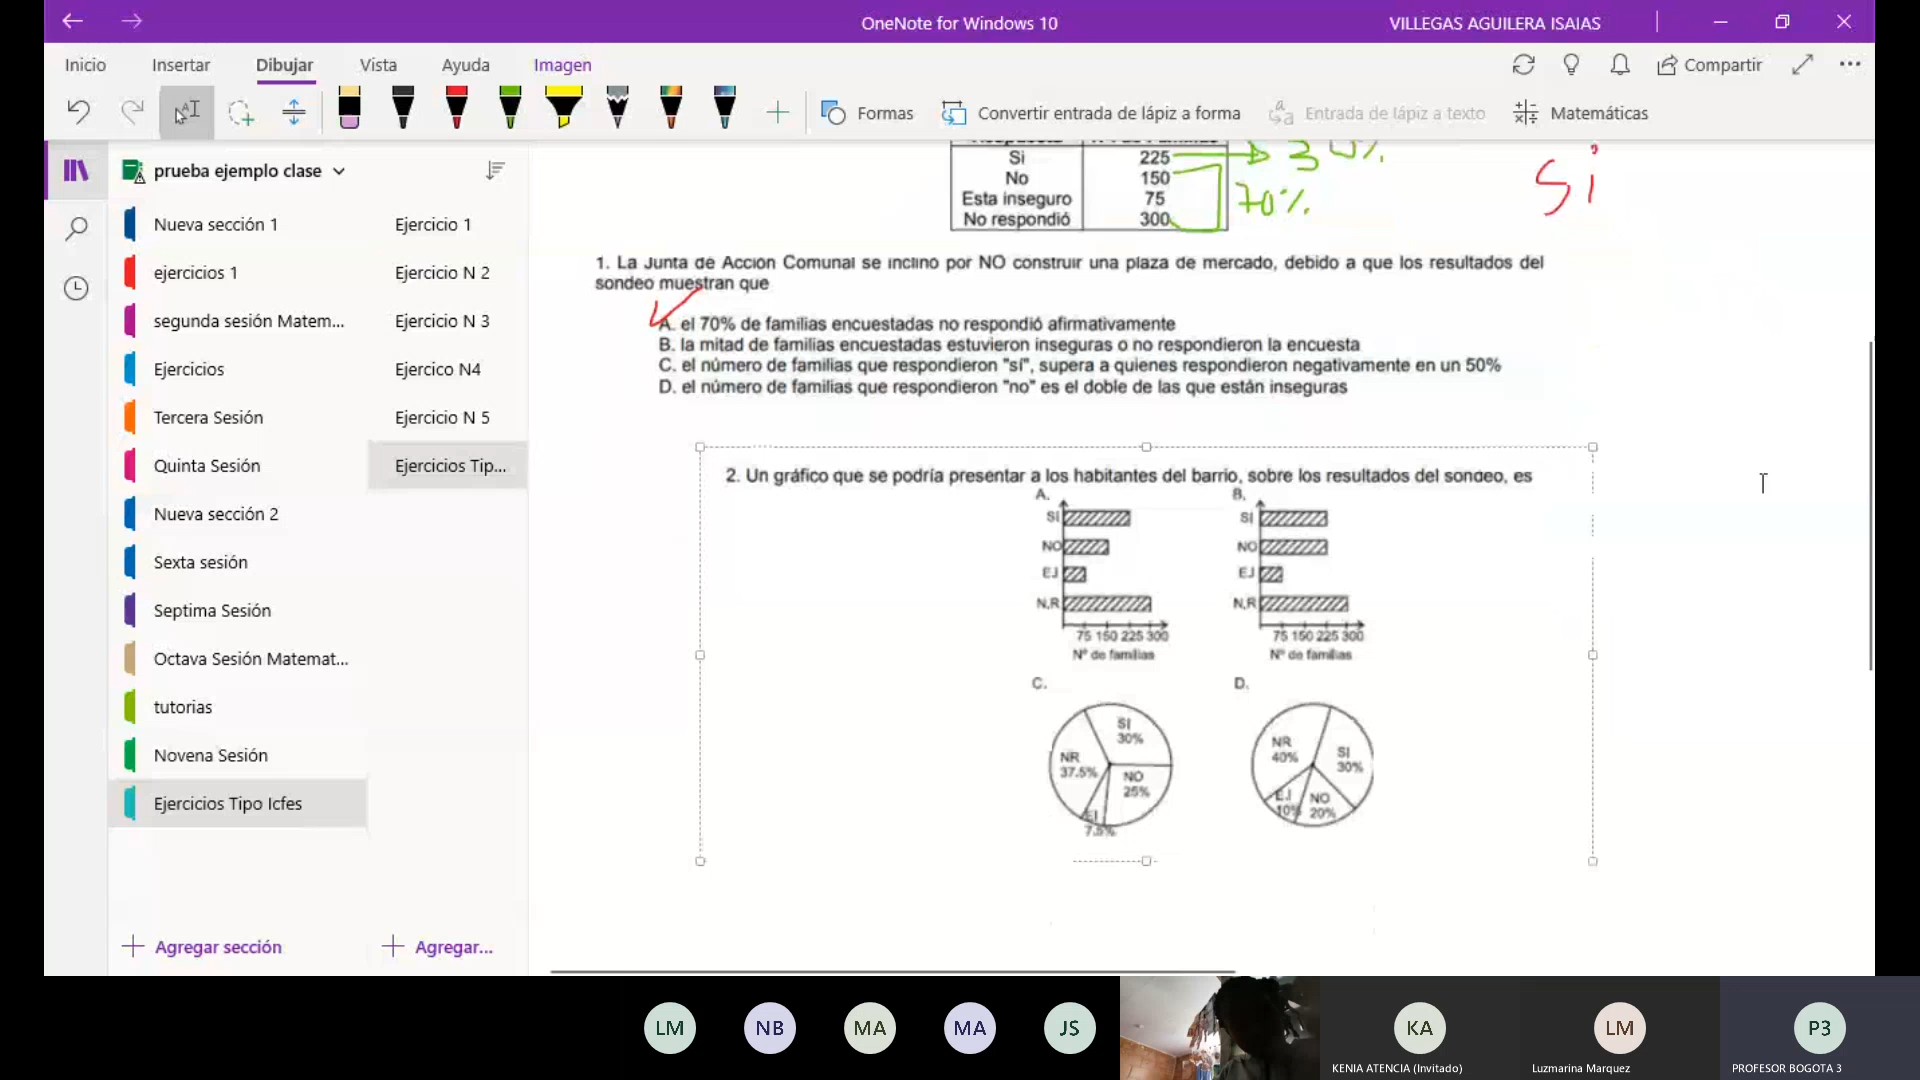 OneNote for Windows 10
VILLEGAS AGUILERA ISAIAS
Inicio
Insertar
Dibujar
Vista
Ayuda
Imagen
Compartir
Formas
Convertir entrada de lápiz a forma
Entrada de lápiz a texto
Matemáticas
prueba ejemplo clase
Nueva sección 1
ejercicios 1
segunda sesión Matem...
Ejercicios
Tercera Sesión
Quinta Sesión
Nueva sección 2
Sexta sesión
Septima Sesión
Octava Sesión Matemat...
tutorias
Novena Sesión
Ejercicios Tipo Icfes
Agregar sección
Ejercicio 1
Ejercicio N 2
Ejercicio N 3
Ejercico N4
Ejercicio N 5
Ejercicios Tip...
Agregar...
Si 225
No 150
Esta inseguro 75
No respondió 300
30%
70%
Si
1. La Junta de Acción Comunal se inclinó por NO construir una plaza de mercado, debido a que los resultados del
sondeo muestran que
A. el 70% de familias encuestadas no respondió afirmativamente
B. la mitad de familias encuestadas estuvieron inseguras o no respondieron la encuesta
C. el número de familias que respondieron "sí", supera a quienes respondieron negativamente en un 50%
D. el número de familias que respondieron "no" es el doble de las que están inseguras
2. Un gráfico que se podría presentar a los habitantes del barrio, sobre los resultados del sondeo, es
A.
SI
NO
EJ
N.R
75 150 225 300
Nº de familias
B.
SI
NO
EJ
N.R
75 150 225 300
Nº de familias
C.
SI
30%
NR
37.5%
NO
25%
EI
7.5%
D.
NR
40%
SI
30%
E.I
10%
NO
20%
LM
NB
MA
MA
JS
KA
KENIA ATENCIA (Invitado)
LM
Luzmarina Marquez
P3
PROFESOR BOGOTA 3